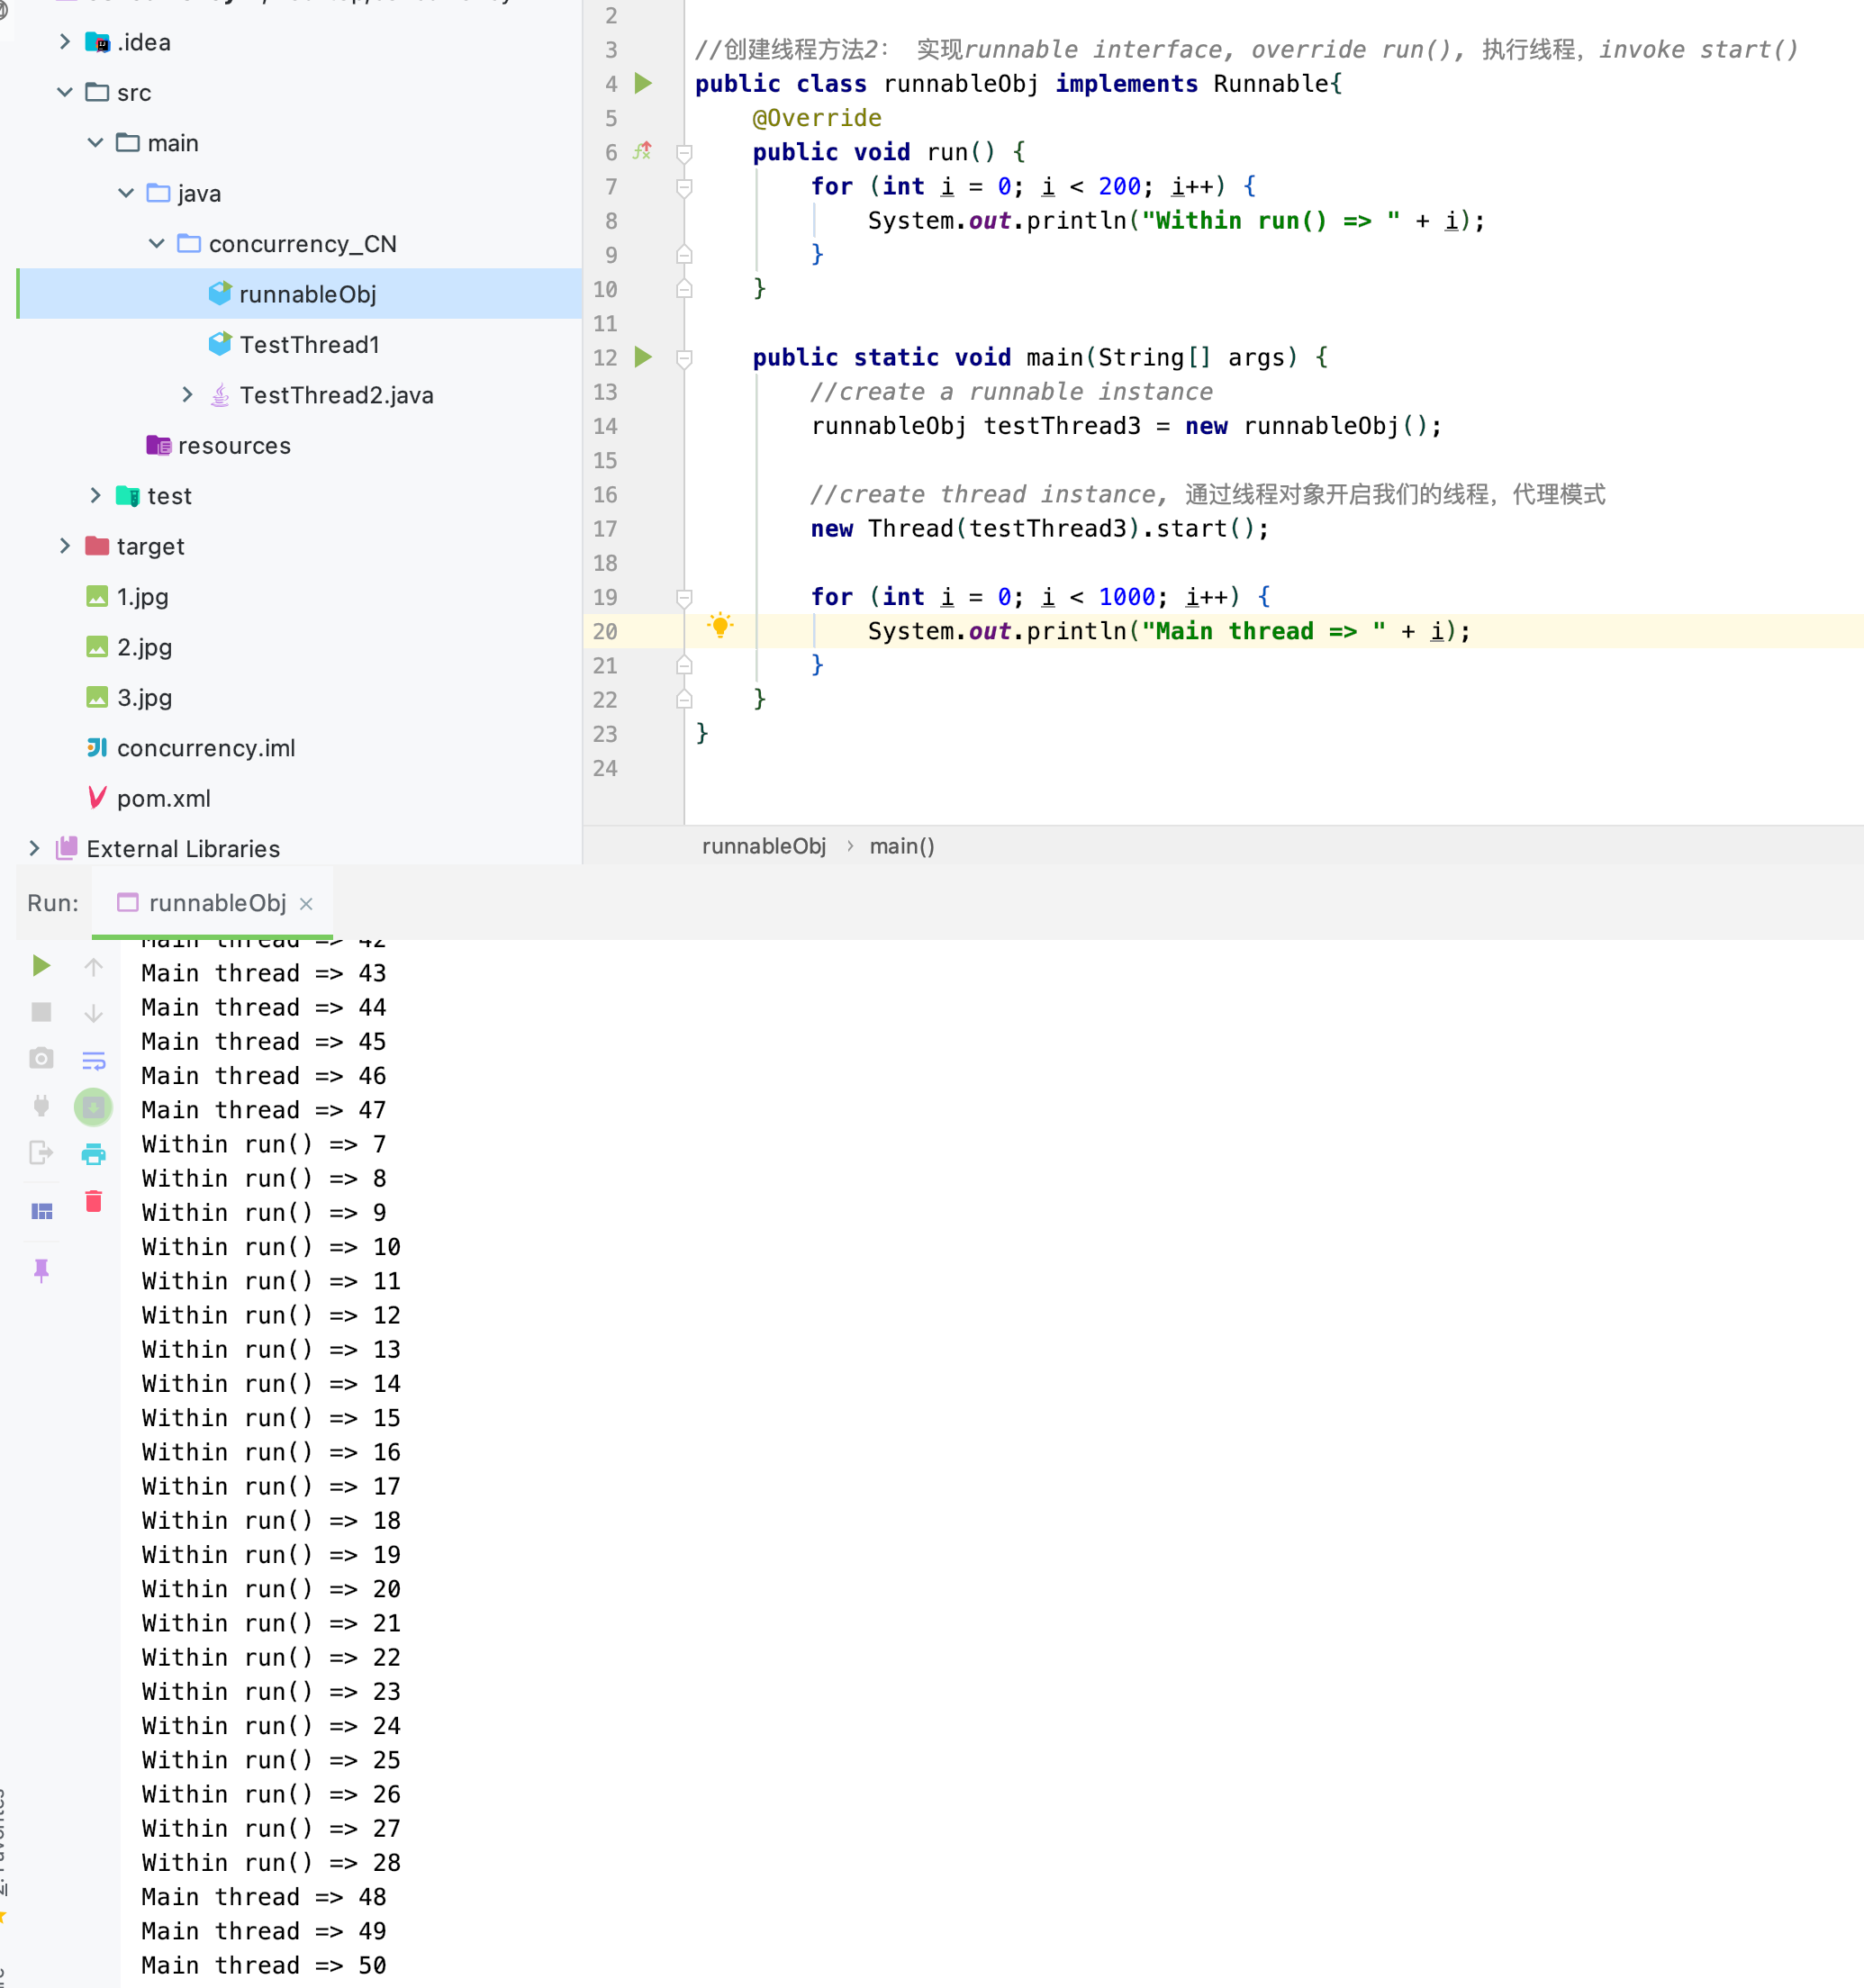 .idea
src
main
java
concurrency_CN
runnableObj
TestThread1
TestThread2.java
resources
test
target
1.jpg
2.jpg
3.jpg
concurrency.iml
pom.xml
External Libraries
2
3 //创建线程方法2： 实现runnable interface, override run(), 执行线程，invoke start()
4 public class runnableObj implements Runnable{
5 @Override
6 public void run() {
7 for (int i = 0; i < 200; i++) {
8 System.out.println("Within run() => " + i);
9 }
10 }
11
12 public static void main(String[] args) {
13 //create a runnable instance
14 runnableObj testThread3 = new runnableObj();
15
16 //create thread instance, 通过线程对象开启我们的线程，代理模式
17 new Thread(testThread3).start();
18
19 for (int i = 0; i < 1000; i++) {
20 System.out.println("Main thread => " + i);
21 }
22 }
23 }
24
runnableObj > main()
Run: runnableObj
Main thread => 42
Main thread => 43
Main thread => 44
Main thread => 45
Main thread => 46
Main thread => 47
Within run() => 7
Within run() => 8
Within run() => 9
Within run() => 10
Within run() => 11
Within run() => 12
Within run() => 13
Within run() => 14
Within run() => 15
Within run() => 16
Within run() => 17
Within run() => 18
Within run() => 19
Within run() => 20
Within run() => 21
Within run() => 22
Within run() => 23
Within run() => 24
Within run() => 25
Within run() => 26
Within run() => 27
Within run() => 28
Main thread => 48
Main thread => 49
Main thread => 50